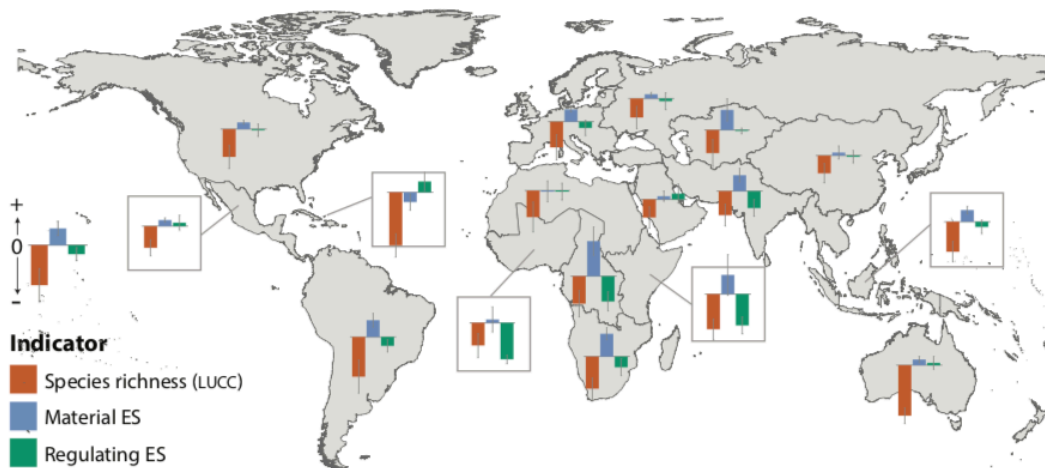 +
0
-
Indicator
Species richness (LUCC)
Material ES
Regulating ES